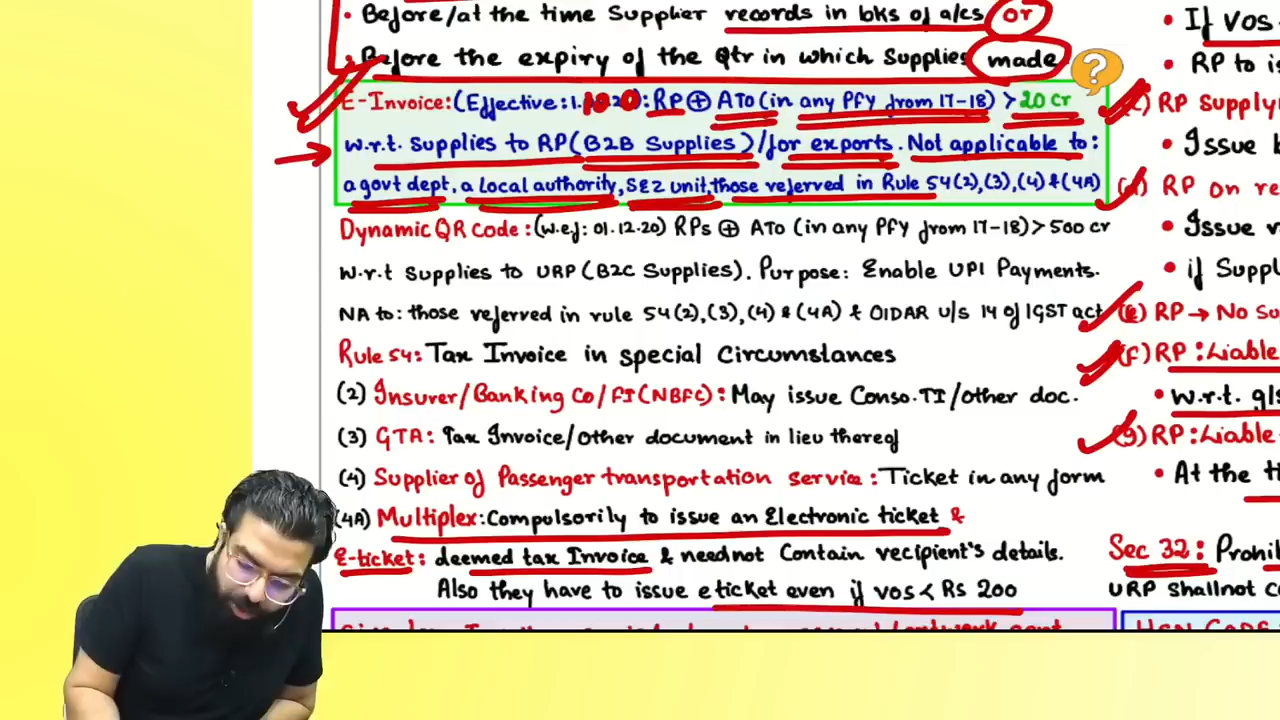 • Before/at the time Supplier records in bks of a/cs or
• Before the expiry of the Qtr in which Supplies made
?
E-Invoice: (Effective: 1. : RP ⊕ ATO (in any PFY from 17-18) > 20 cr
w.r.t. supplies to RP (B2B Supplies)/for exports. Not applicable to:
a govt dept, a local authority, SEZ unit, those referred in Rule 54(2),(3),(4) & (4A)
Dynamic QR code: (w.e.f: 01.12.20) RPs ⊕ ATO (in any PFY from 17-18) > 500 cr
w.r.t supplies to URP (B2C Supplies). Purpose: Enable UPI Payments.
NA to: those referred in rule 54(2),(3),(4) & (4A) & OIDAR u/s 14 of IGST act
Rule 54: Tax Invoice in special Circumstances
(2) Insurer/Banking Co/FI(NBFC): May issue Conso.TI/other doc.
(3) GTA: Tax Invoice/Other document in lieu thereof
(4) Supplier of Passenger transportation service: Ticket in any form
(4A) Multiplex: Compulsorily to issue an Electronic ticket &
E-ticket: deemed tax Invoice & neednot Contain recipient's details.
Also they have to issue eticket even if vos < Rs 200
• If vos
• RP to is
RP Supply
• Issue b
RP on re
• Issue
• if Suppl
(e) RP → No Su
(f) RP: Liable
• w.r.t. g/s
(g) RP: Liable
• At the ti
Sec 32: Prohi
URP shallnot c
HSN CODE